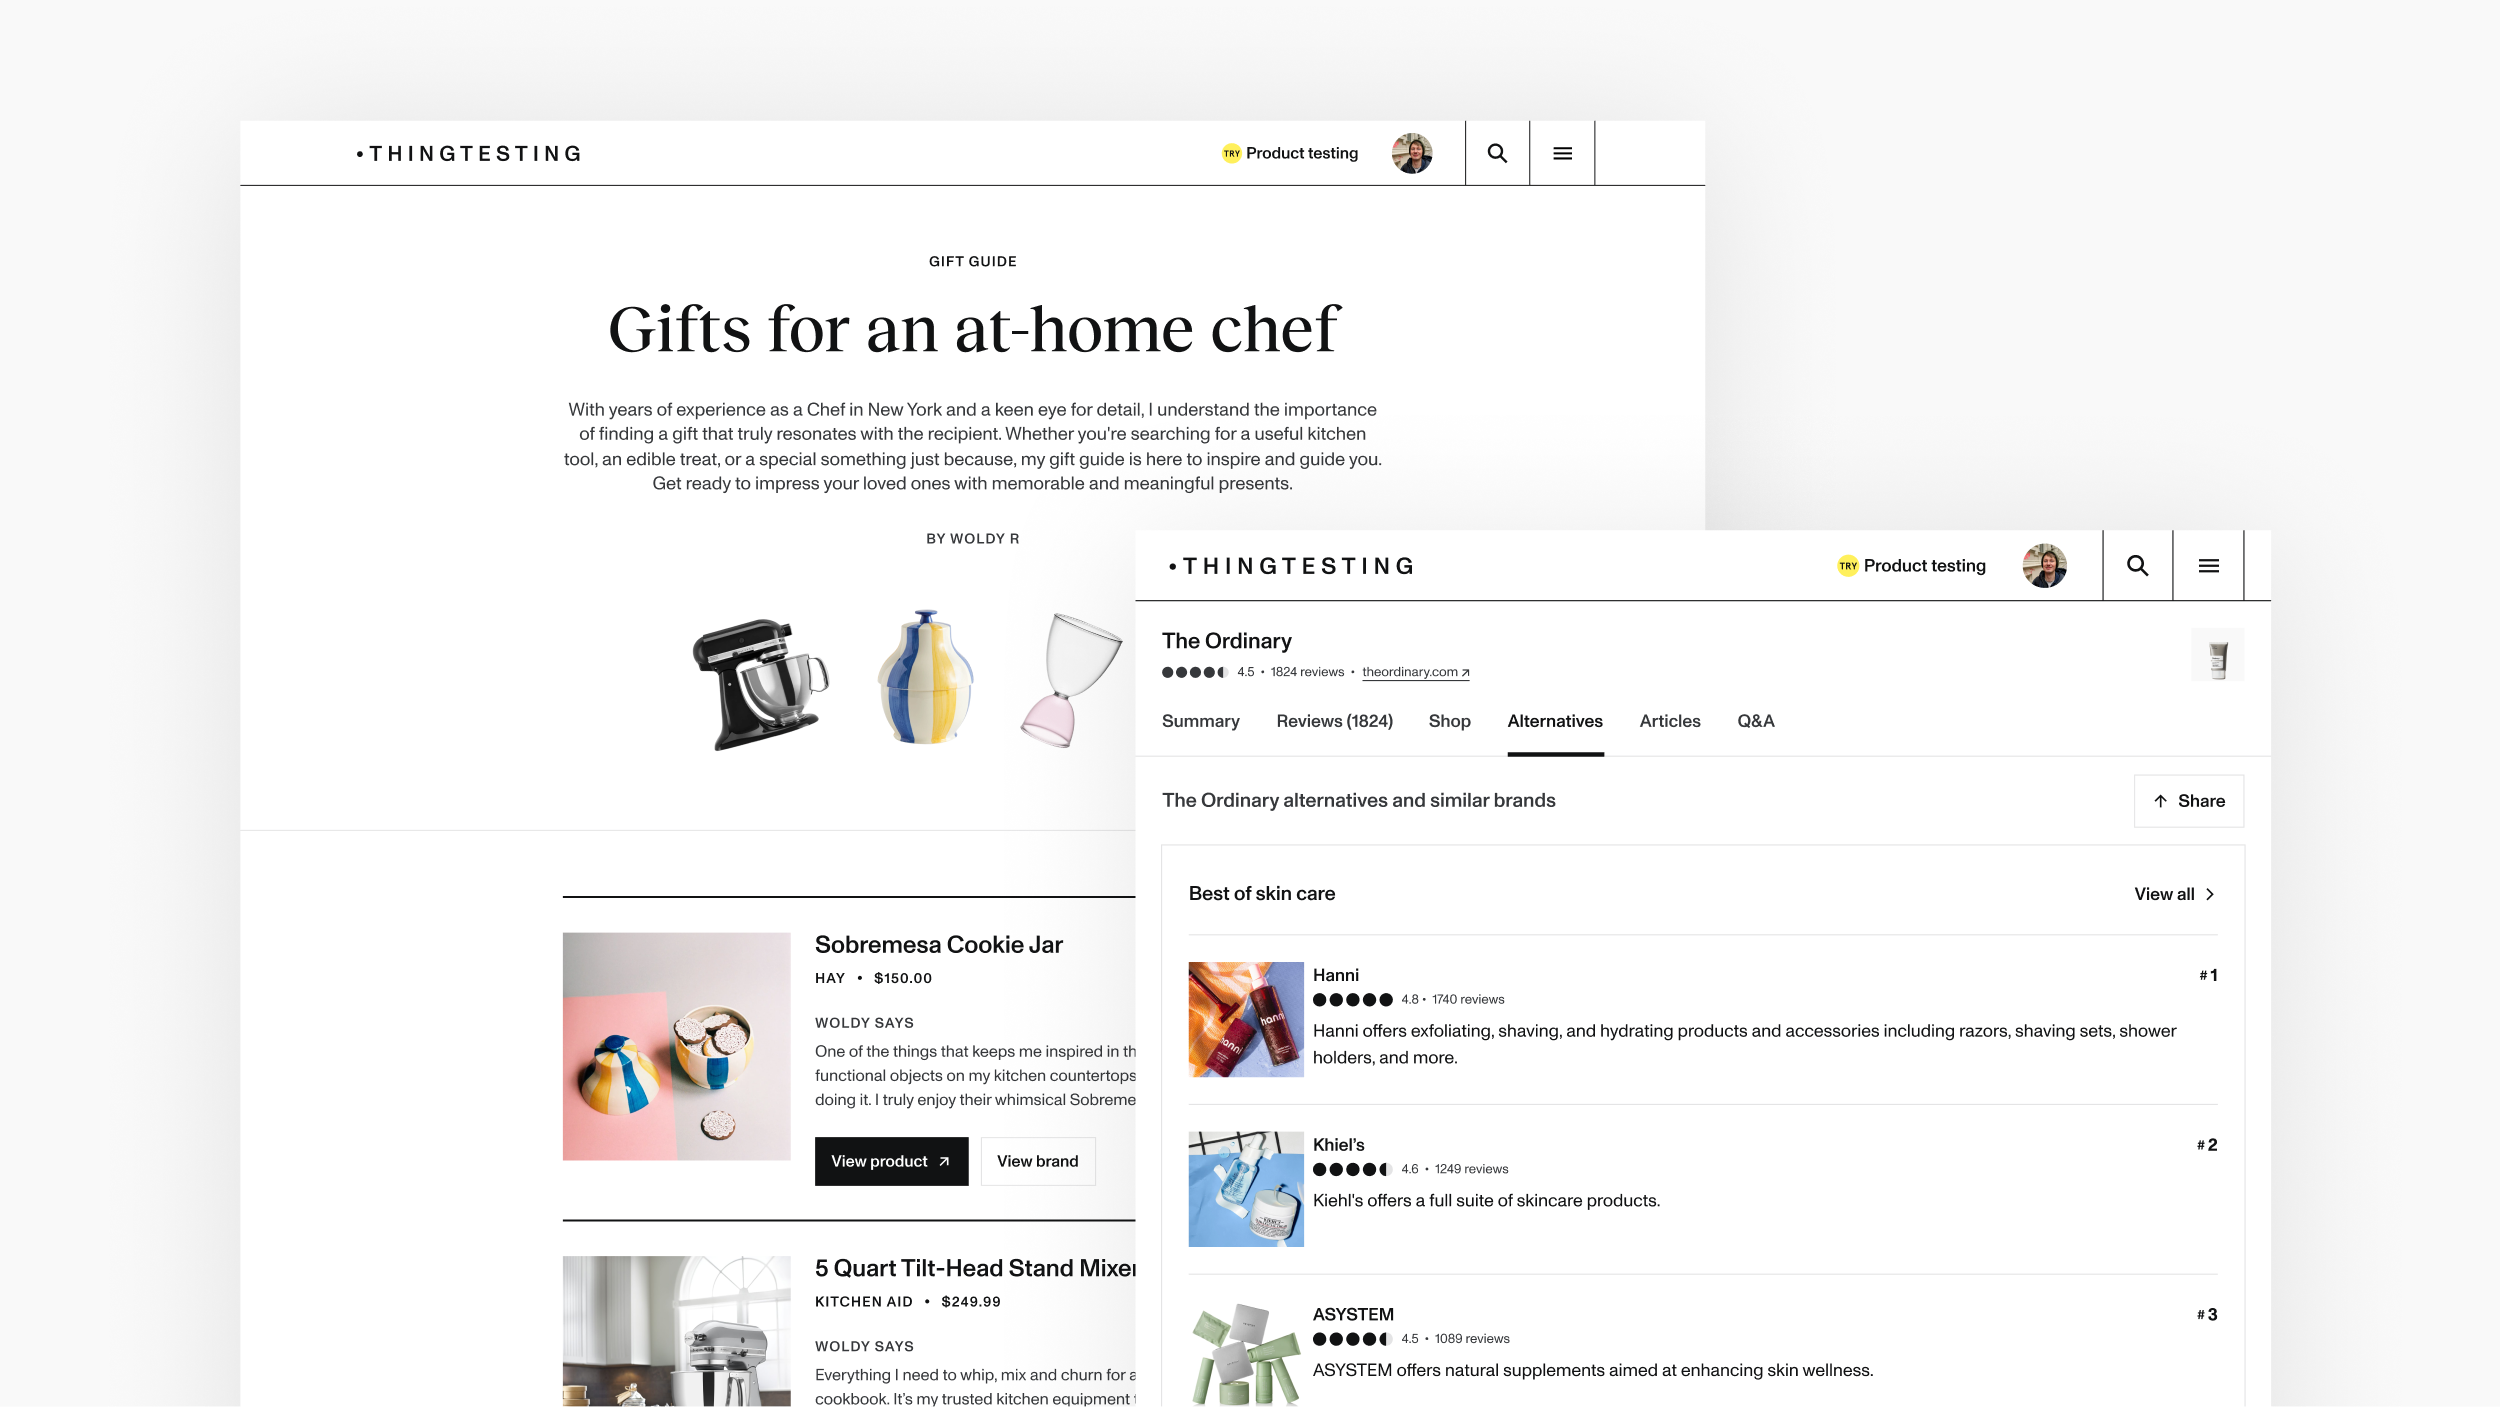 •THINGTESTING
TRY Product testing
GIFT GUIDE
Gifts for an at-home chef
With years of experience as a Chef in New York and a keen eye for detail, I understand the importance
of finding a gift that truly resonates with the recipient. Whether you're searching for a useful kitchen
tool, an edible treat, or a special something just because, my gift guide is here to inspire and guide you.
Get ready to impress your loved ones with memorable and meaningful presents.
BY WOLDY R
Sobremesa Cookie Jar
HAY • $150.00
WOLDY SAYS
One of the things that keeps me inspired in
functional objects on my kitchen countertops
doing it. I truly enjoy their whimsical
View product
View brand
5 Quart Tilt-Head Stand Mixer
KITCHEN AID • $249.99
WOLDY SAYS
Everything I need to whip, mix and churn for
cookbook. It's my trusted kitchen equipment
•THINGTESTING
TRY Product testing
The Ordinary
4.5 • 1824 reviews • theordinary.com
Summary Reviews (1824) Shop Alternatives Articles Q&A
The Ordinary alternatives and similar brands
Share
Best of skin care
View all
Hanni
#1
4.8 • 1740 reviews
Hanni offers exfoliating, shaving, and hydrating products and accessories including razors, shaving sets, shower
holders, and more.
hanni
Khiel's
#2
4.6 • 1249 reviews
Kiehl's offers a full suite of skincare products.
ASYSTEM
#3
4.5 • 1089 reviews
ASYSTEM offers natural supplements aimed at enhancing skin wellness.